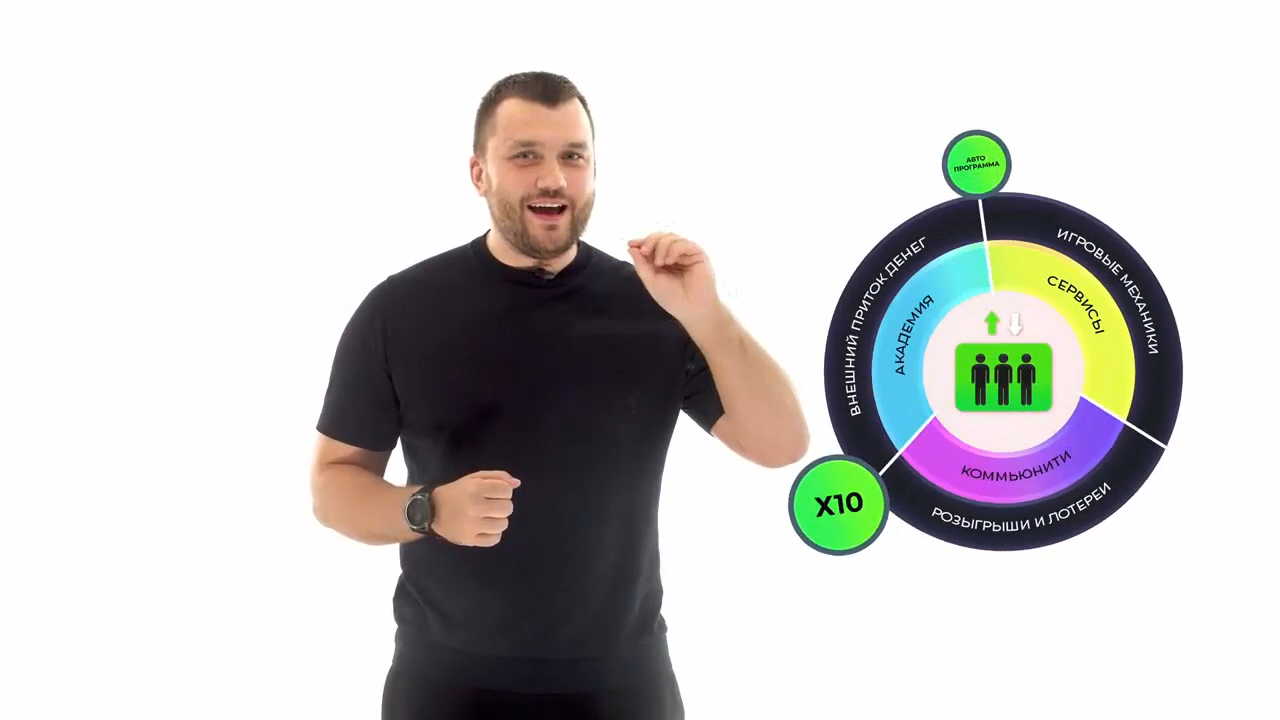 АВТО
ПРОГРАММА
ВНЕШНИЙ ПРИТОК ДЕНЕГ
ИГРОВЫЕ МЕХАНИКИ
АКАДЕМИЯ
СЕРВИСЫ
КОММЬЮНИТИ
РОЗЫГРЫШИ И ЛОТЕРЕИ
X10